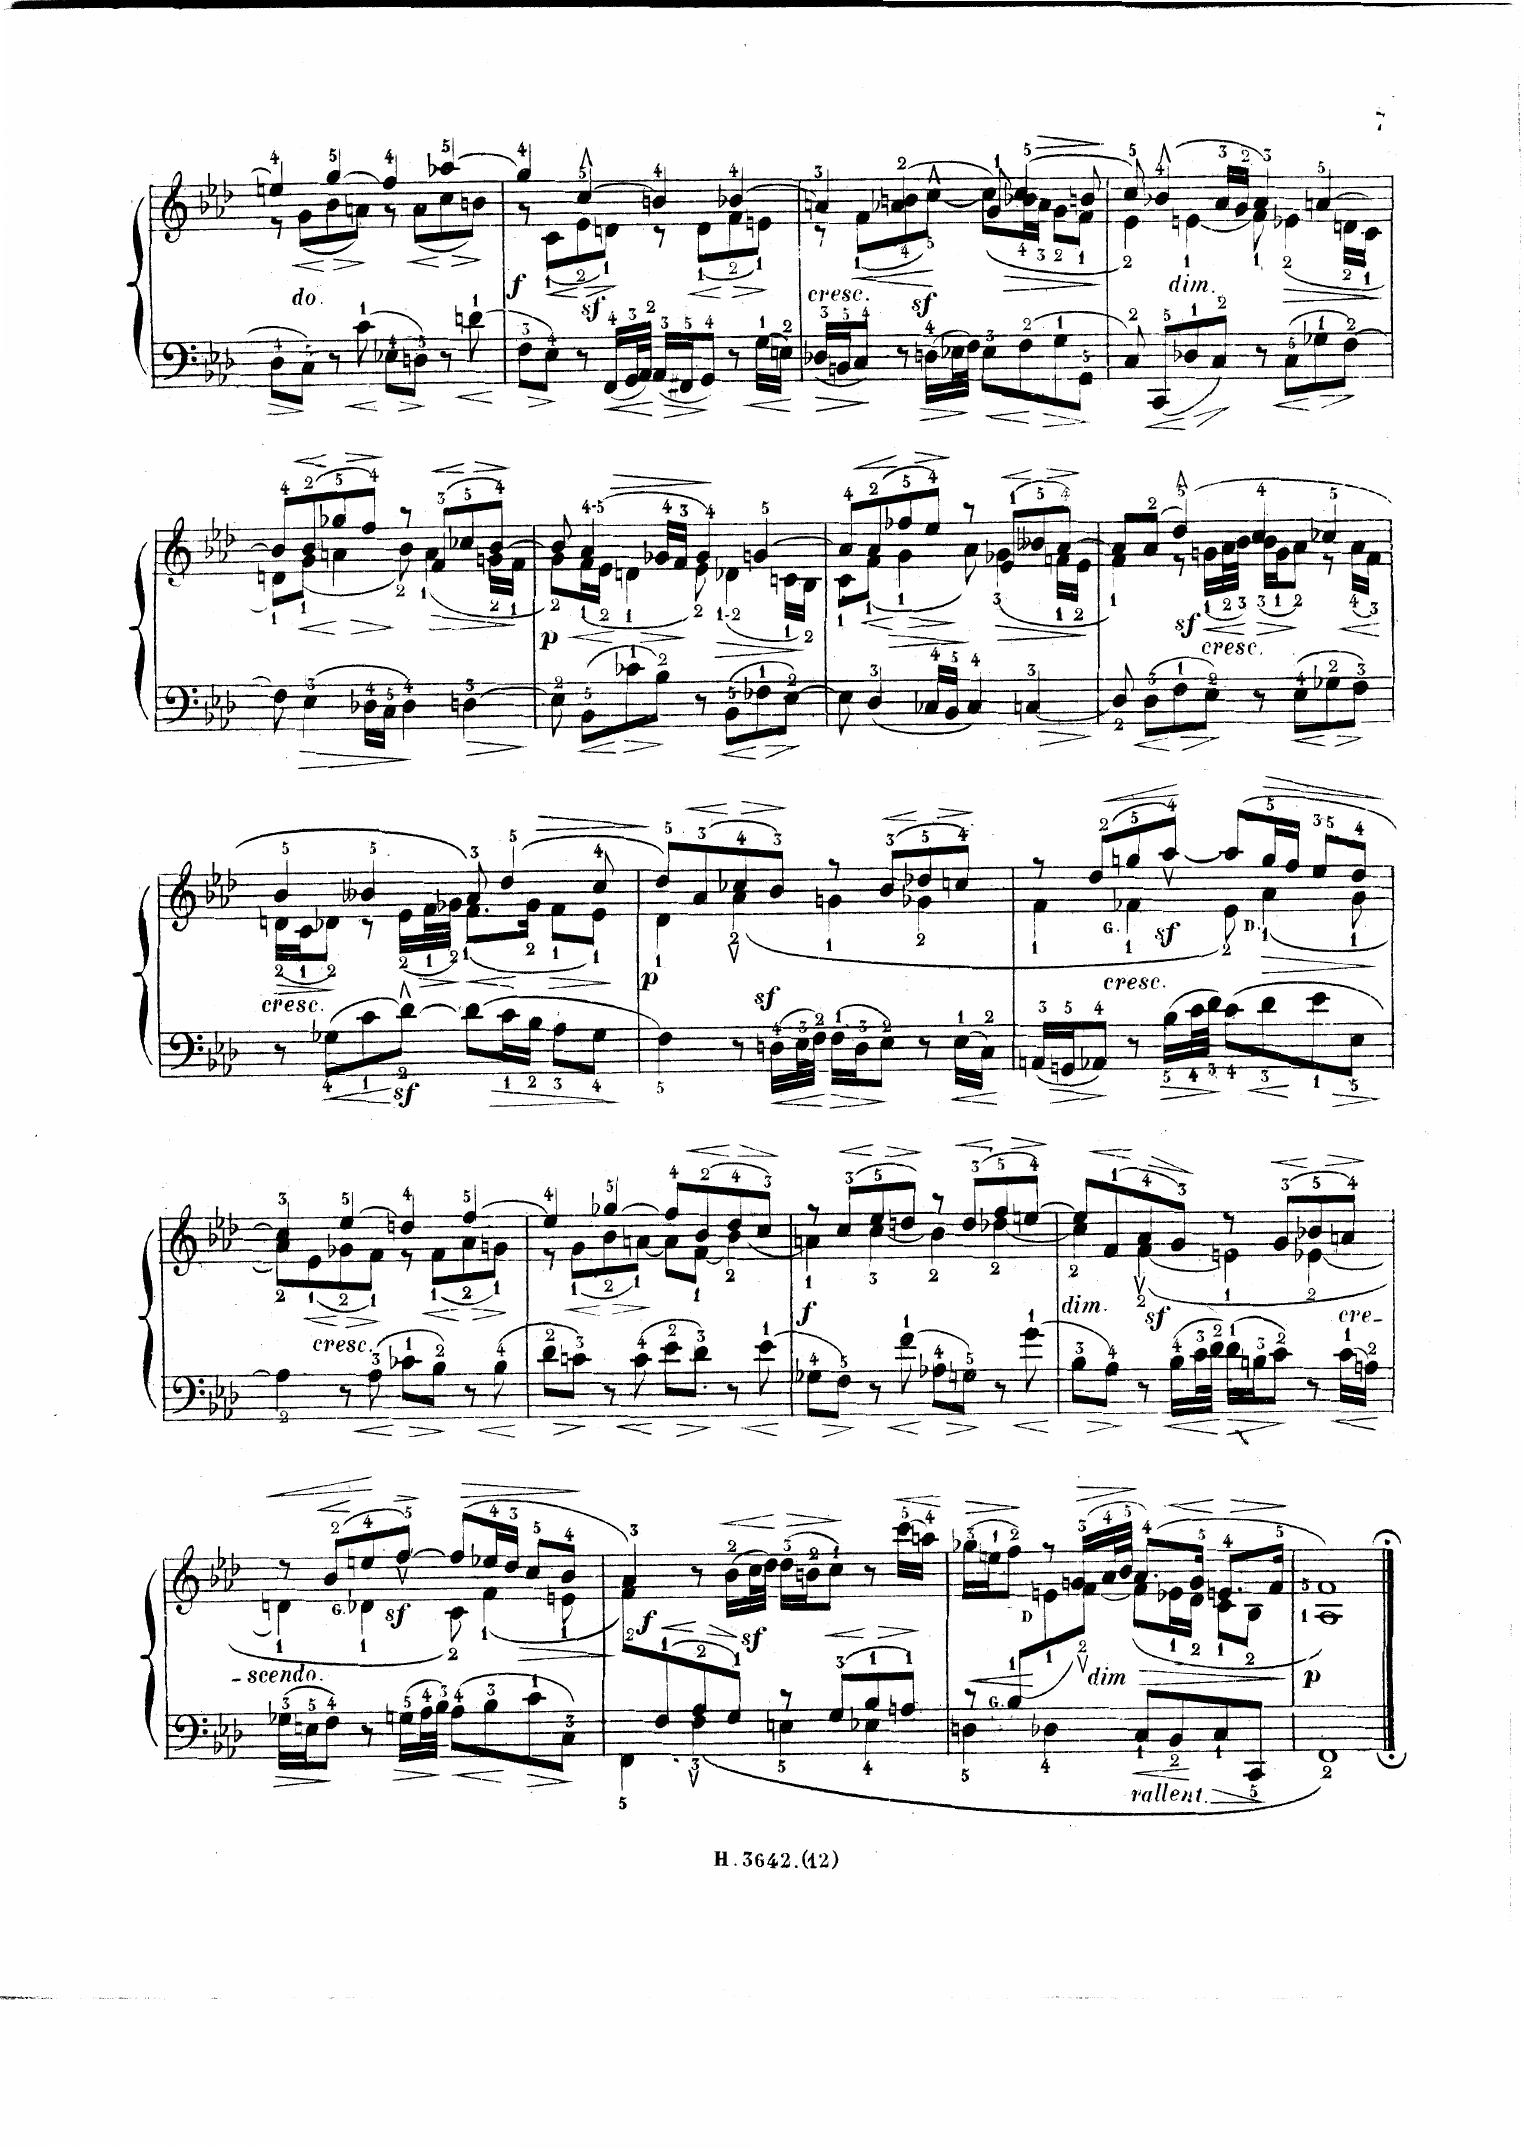 7
do.
f
sf
cresc.
sf
dim.
p
sf
cresc.
cresc.
sf
p
sf
G.
sf
D.
cresc.
cresc.
f
dim.
sf
cre-
G.
sf
-scendo.
f
sf
D
G.
dim
p
rallent.
H. 3642. (12)